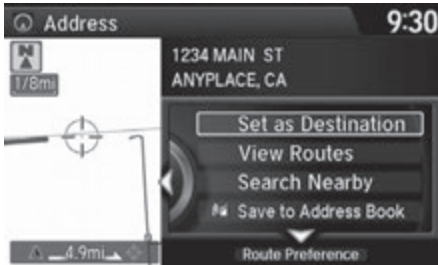 Address
9:30
N
1/8mi
1234 MAIN ST
ANYPLACE, CA
Set as Destination
View Routes
Search Nearby
Save to Address Book
4.9mi
Route Preference